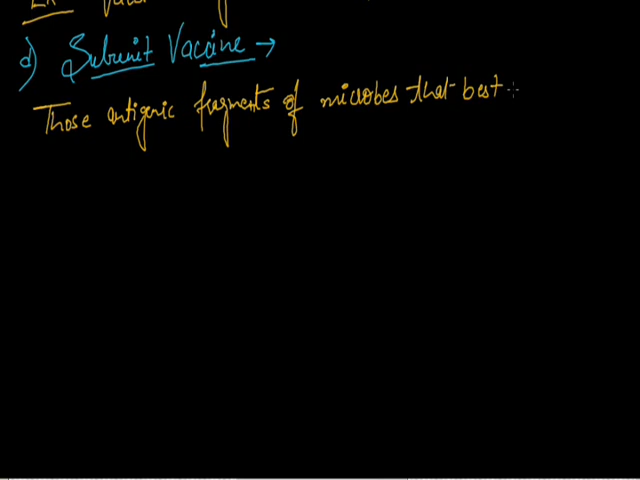 d) Subunit Vaccine →
Those antigenic fragments of microbes that best